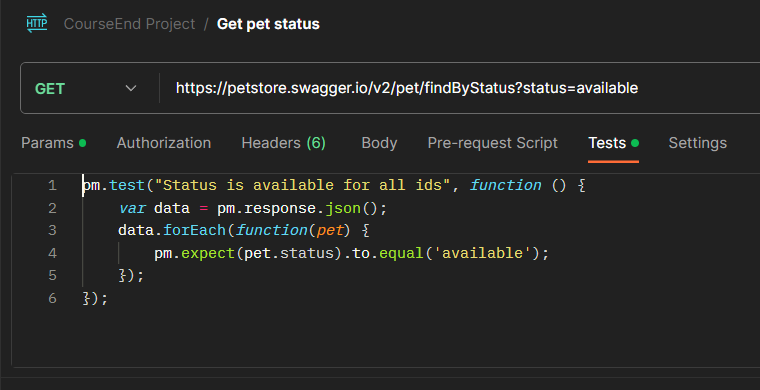 HTTP CourseEnd Project / Get pet status
GET https://petstore.swagger.io/v2/pet/findByStatus?status=available
Params Authorization Headers (6) Body Pre-request Script Tests Settings
1 pm.test("Status is available for all ids", function () {
2     var data = pm.response.json();
3     data.forEach(function(pet) {
4         pm.expect(pet.status).to.equal('available');
5     });
6 });